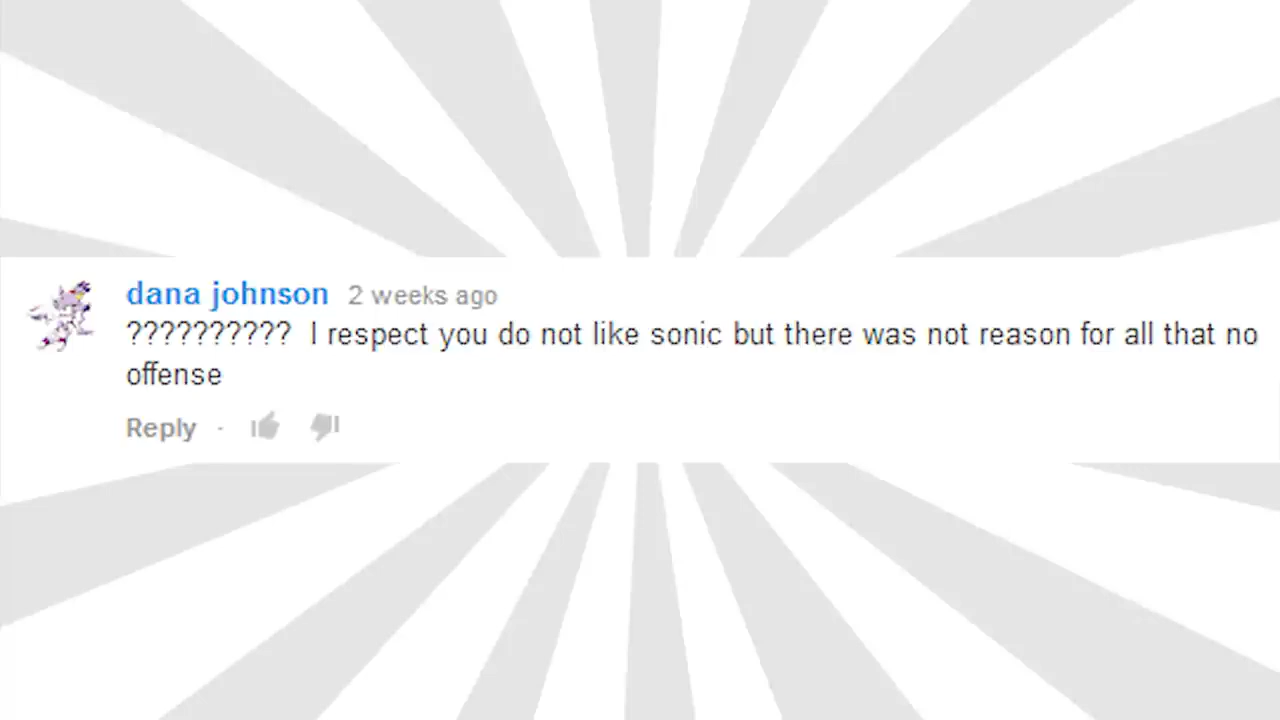 dana johnson 2 weeks ago
?????????? I respect you do not like sonic but there was not reason for all that no
offense
Reply ·